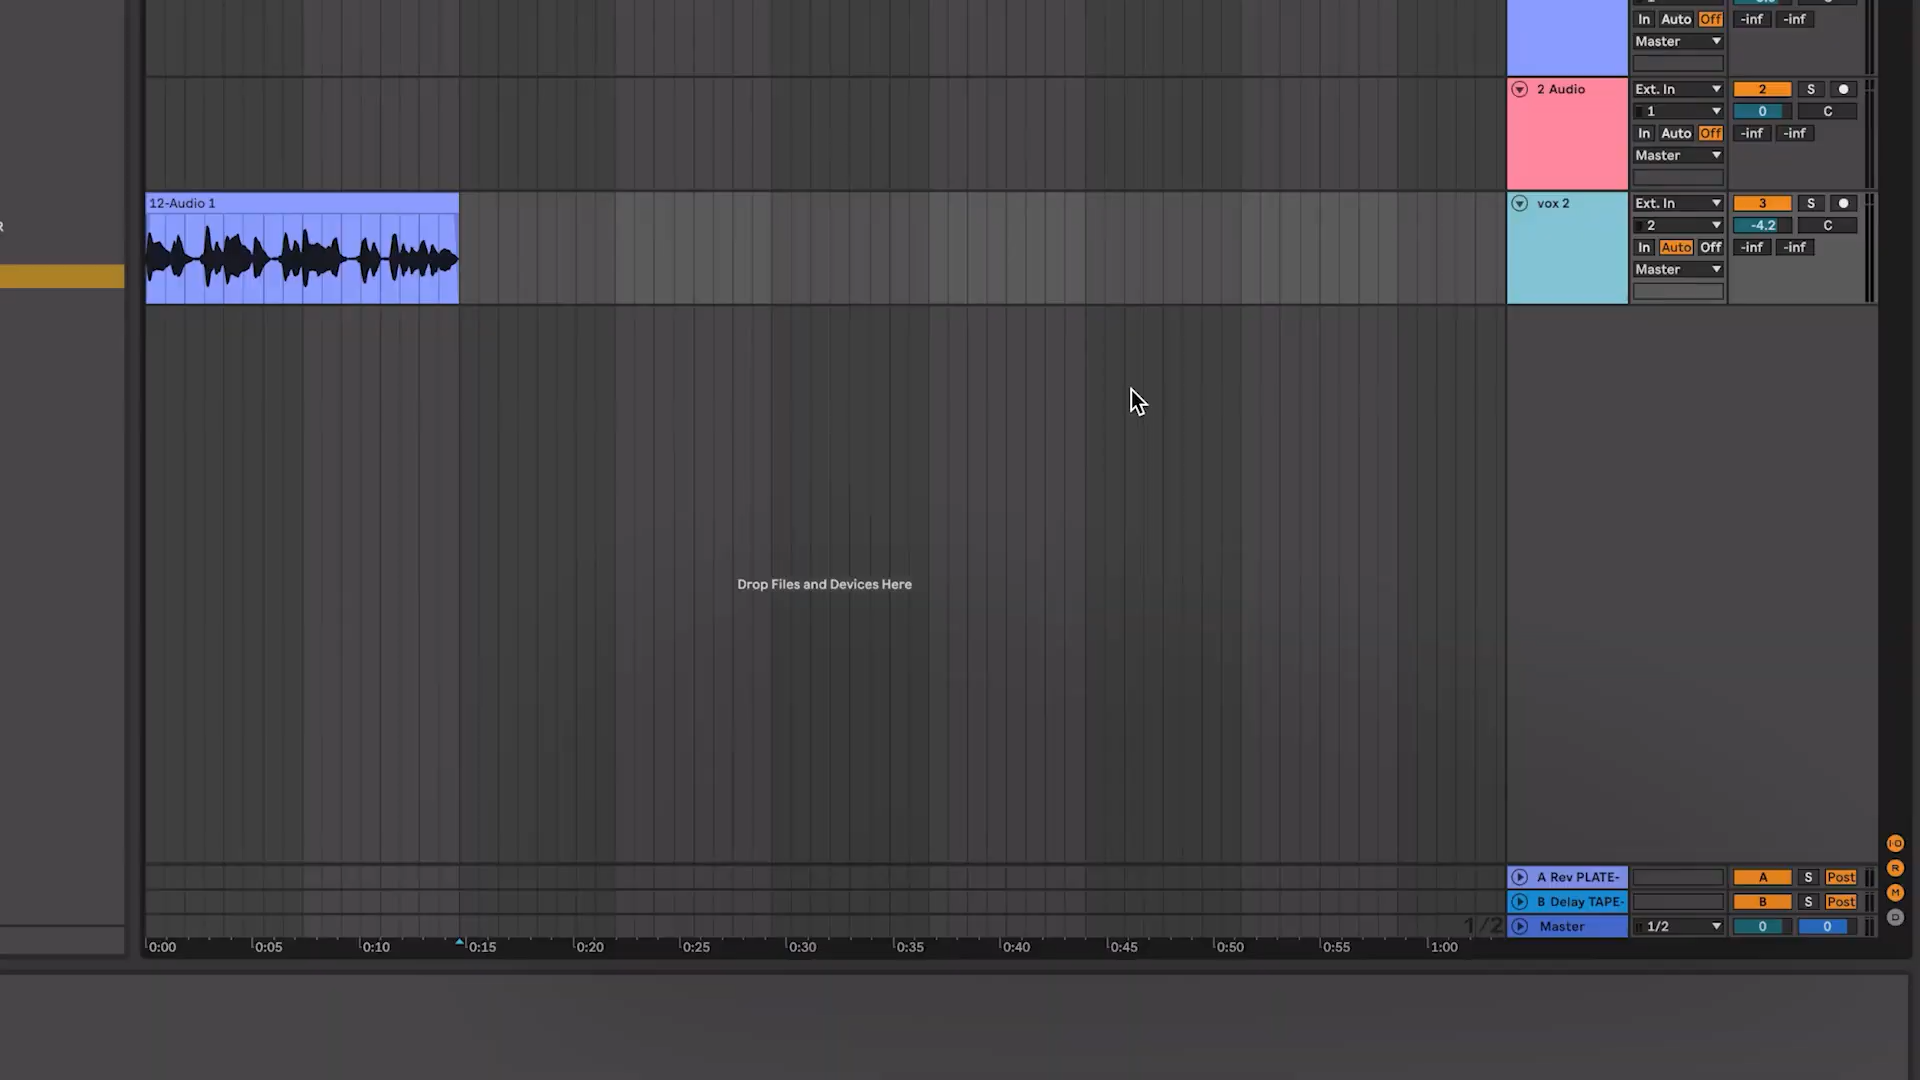 In Auto Off -inf -inf
Master
2 Audio Ext. In 2 S C
1 0 C
In Auto Off -inf -inf
Master
12-Audio 1
vox 2 Ext. In 3 S
2 -4.2 C
In Auto Off -inf -inf
Master
R
Drop Files and Devices Here
I·O
R
M
D
A Rev PLATE- A S Post
B Delay TAPE- B S Post
1/2 Master 1/2 0 0
0:00 0:05 0:10 0:15 0:20 0:25 0:30 0:35 0:40 0:45 0:50 0:55 1:00